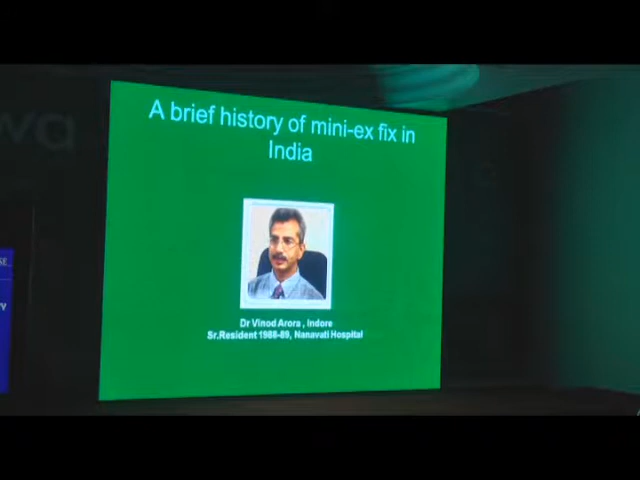 A brief history of mini-ex fix in
India
Dr Vinod Arora , Indore
Sr.Resident 1988-89, Nanavati Hospital